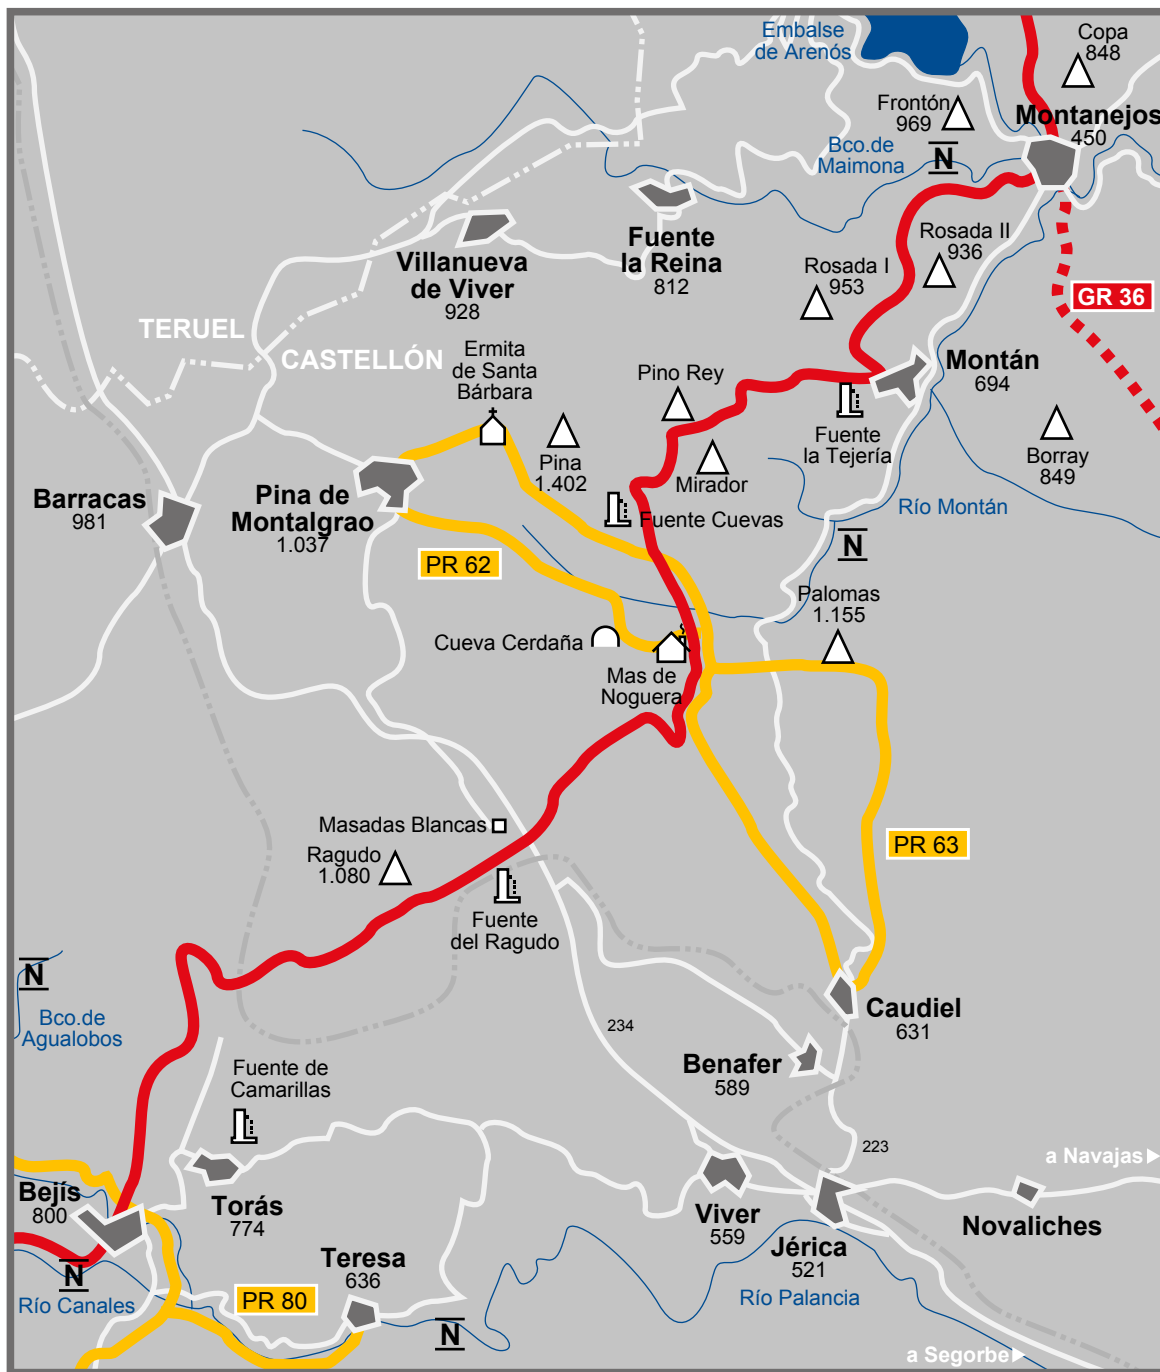 Embalse
de Arenós
Copa
848
Frontón
969
Montanejos
450
Bco.de
Maimona
N
Rosada II
936
Fuente
la Reina
812
Rosada I
953
Villanueva
de Viver
928
GR 36
TERUEL
CASTELLÓN
Ermita
de Santa
Bárbara
Pino Rey
Montán
694
Fuente
la Tejería
Borray
849
Pina
1.402
Mirador
Barracas
981
Pina de
Montalgrao
1.037
Fuente Cuevas
Río Montán
N
PR 62
Palomas
1.155
Cueva Cerdaña
Mas de
Noguera
Masadas Blancas
PR 63
Ragudo
1.080
Fuente
del Ragudo
N
Bco.de
Agualobos
Caudiel
631
234
Benafer
589
Fuente de
Camarillas
223
a Navajas
Bejís
800
Torás
774
Viver
559
Novaliches
Jérica
521
Teresa
636
N
Río Canales
PR 80
Río Palancia
N
a Segorbe